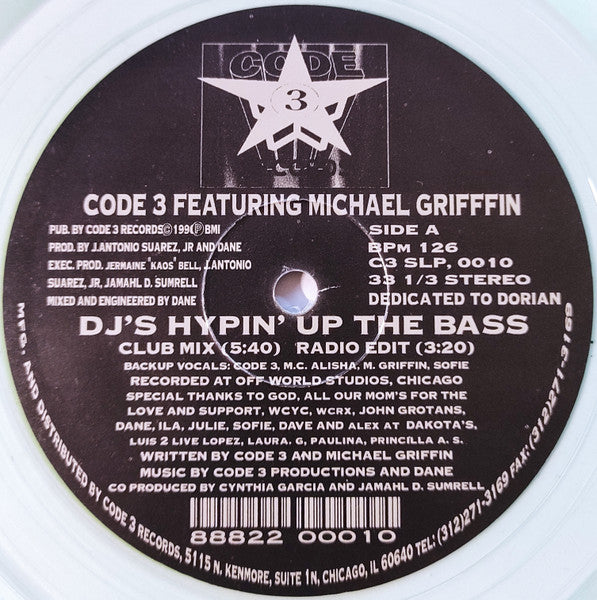 CODE
3
CODE 3 FEATURING MICHAEL GRIFFFIN
PUB. BY CODE 3 RECORDS©199 Ⓟ BMI
SIDE A
PROD. BY J.ANTONIO SUAREZ, JR AND DANE
BPM 126
EXEC. PROD. JERMAINE "KAOS" BELL, J.ANTONIO
C3 SLP, 0010
SUAREZ, JR, JAMAHL D. SUMRELL
33 1/3 STEREO
MIXED AND ENGINEERED BY DANE
DEDICATED TO DORIAN
DJ'S HYPIN' UP THE BASS
CLUB MIX (5:40) RADIO EDIT (3:20)
BACKUP VOCALS: CODE 3, M.C. ALISHA, M. GRIFFIN, SOFIE
RECORDED AT OFF WORLD STUDIOS, CHICAGO
SPECIAL THANKS TO GOD, ALL OUR MOM'S FOR THE
LOVE AND SUPPORT, WCYC, WCRX, JOHN GROTANS,
DANE, ILA, JULIE, SOFIE, DAVE AND ALEX AT DAKOTA'S,
LUIS 2 LIVE LOPEZ, LAURA. G, PAULINA, PRINCILLA A. S.
WRITTEN BY CODE 3 AND MICHAEL GRIFFIN
MUSIC BY CODE 3 PRODUCTIONS AND DANE
CO PRODUCED BY CYNTHIA GARCIA AND JAMAHL D. SUMRELL
88822 00010
MFG. AND DISTRIBUTED BY CODE 3 RECORDS, 5115 N. KENMORE, SUITE 1N, CHICAGO, IL 60640 TEL: (312)271-3169 FAX: (312)271-3169